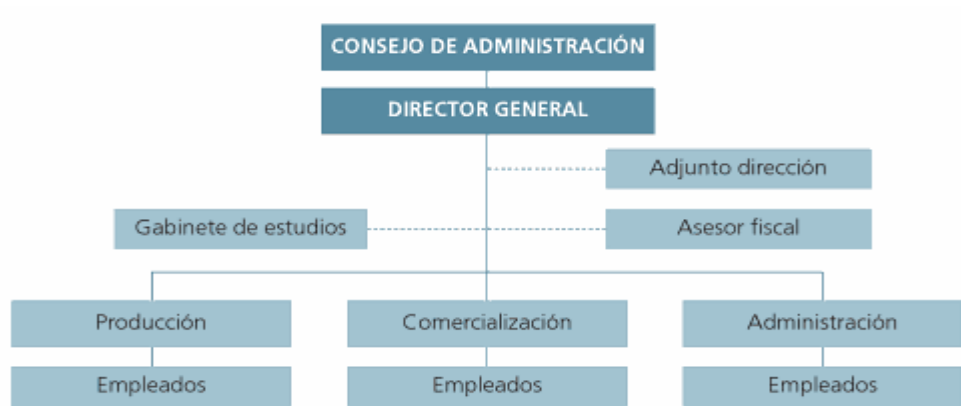 CONSEJO DE ADMINISTRACIÓN
DIRECTOR GENERAL
Adjunto dirección
Gabinete de estudios
Asesor fiscal
Producción
Comercialización
Administración
Empleados
Empleados
Empleados